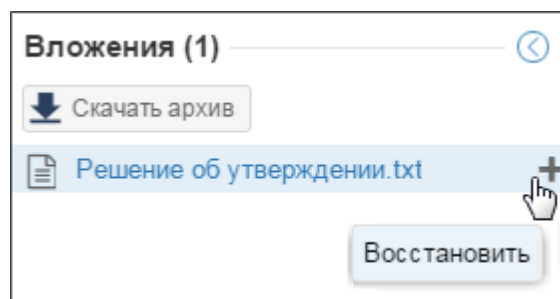 Вложения (1)
Скачать архив
Решение об утверждении.txt
Восстановить